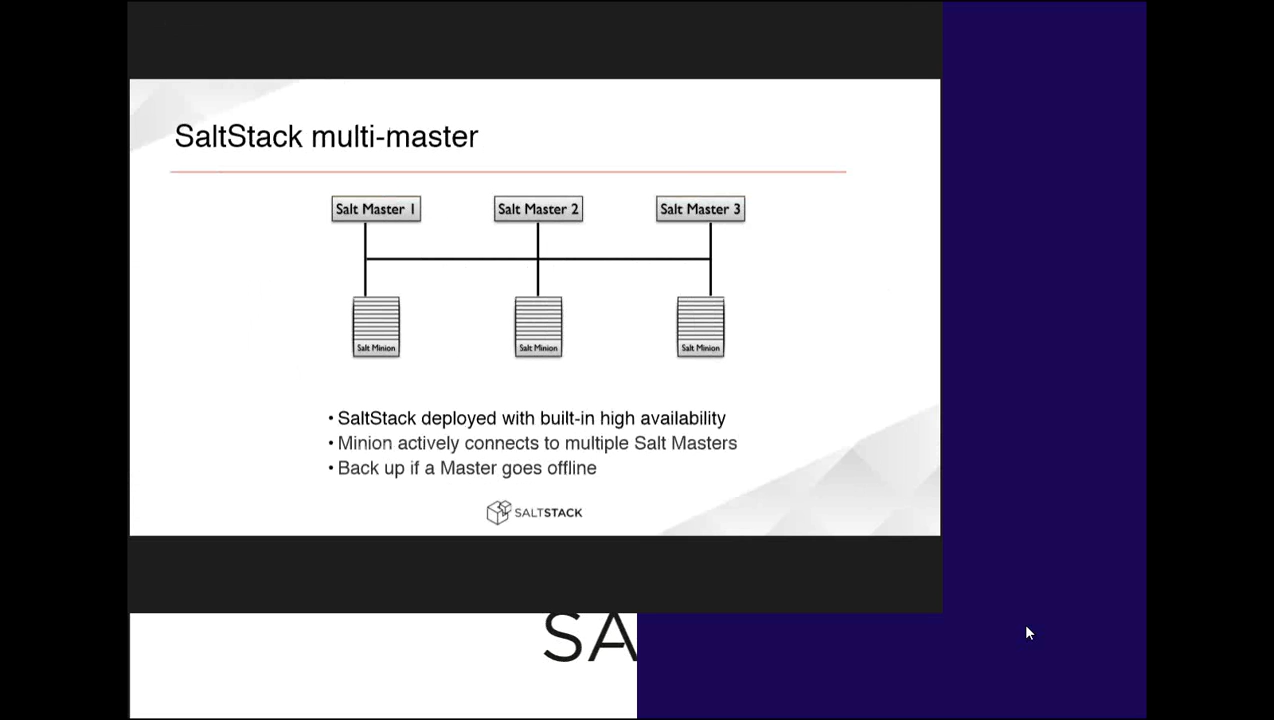 SaltStack multi-master
Salt Master 1
Salt Master 2
Salt Master 3
Salt Minion
Salt Minion
Salt Minion
• SaltStack deployed with built-in high availability
• Minion actively connects to multiple Salt Masters
• Back up if a Master goes offline
SALTSTACK
SA